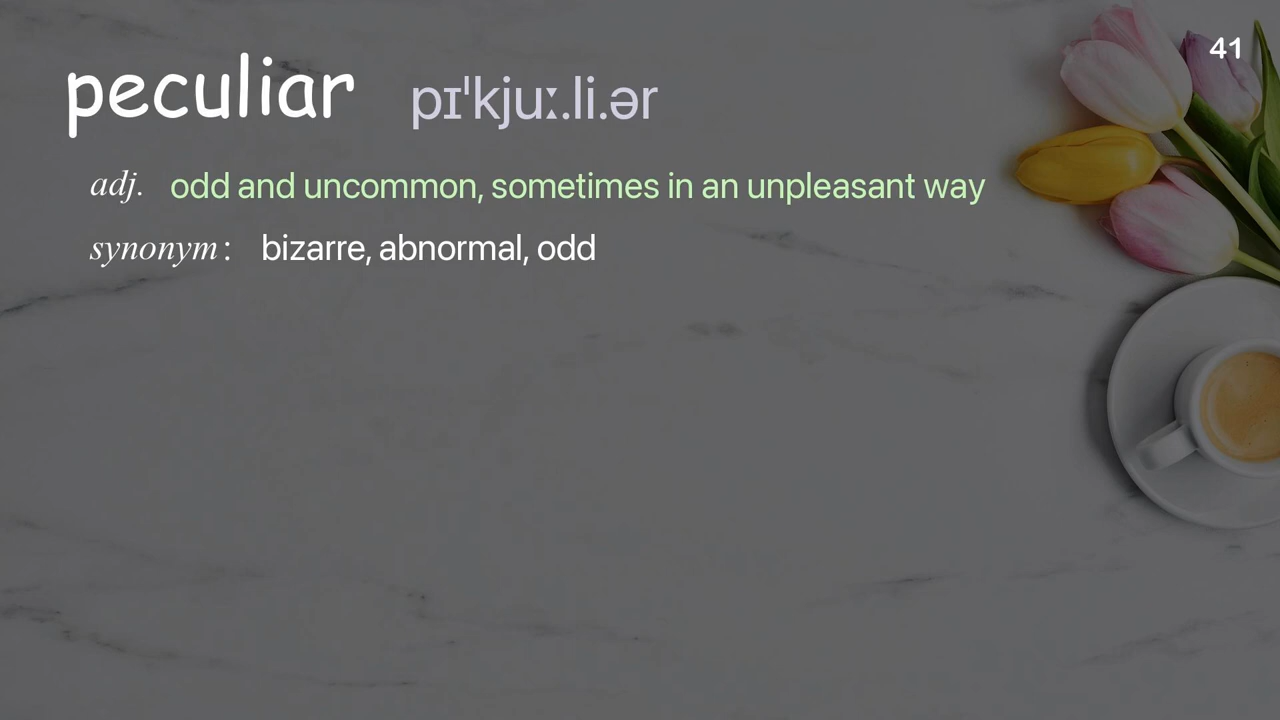 41
peculiar pɪˈkjuː.li.ər
adj. odd and uncommon, sometimes in an unpleasant way
synonym: bizarre, abnormal, odd